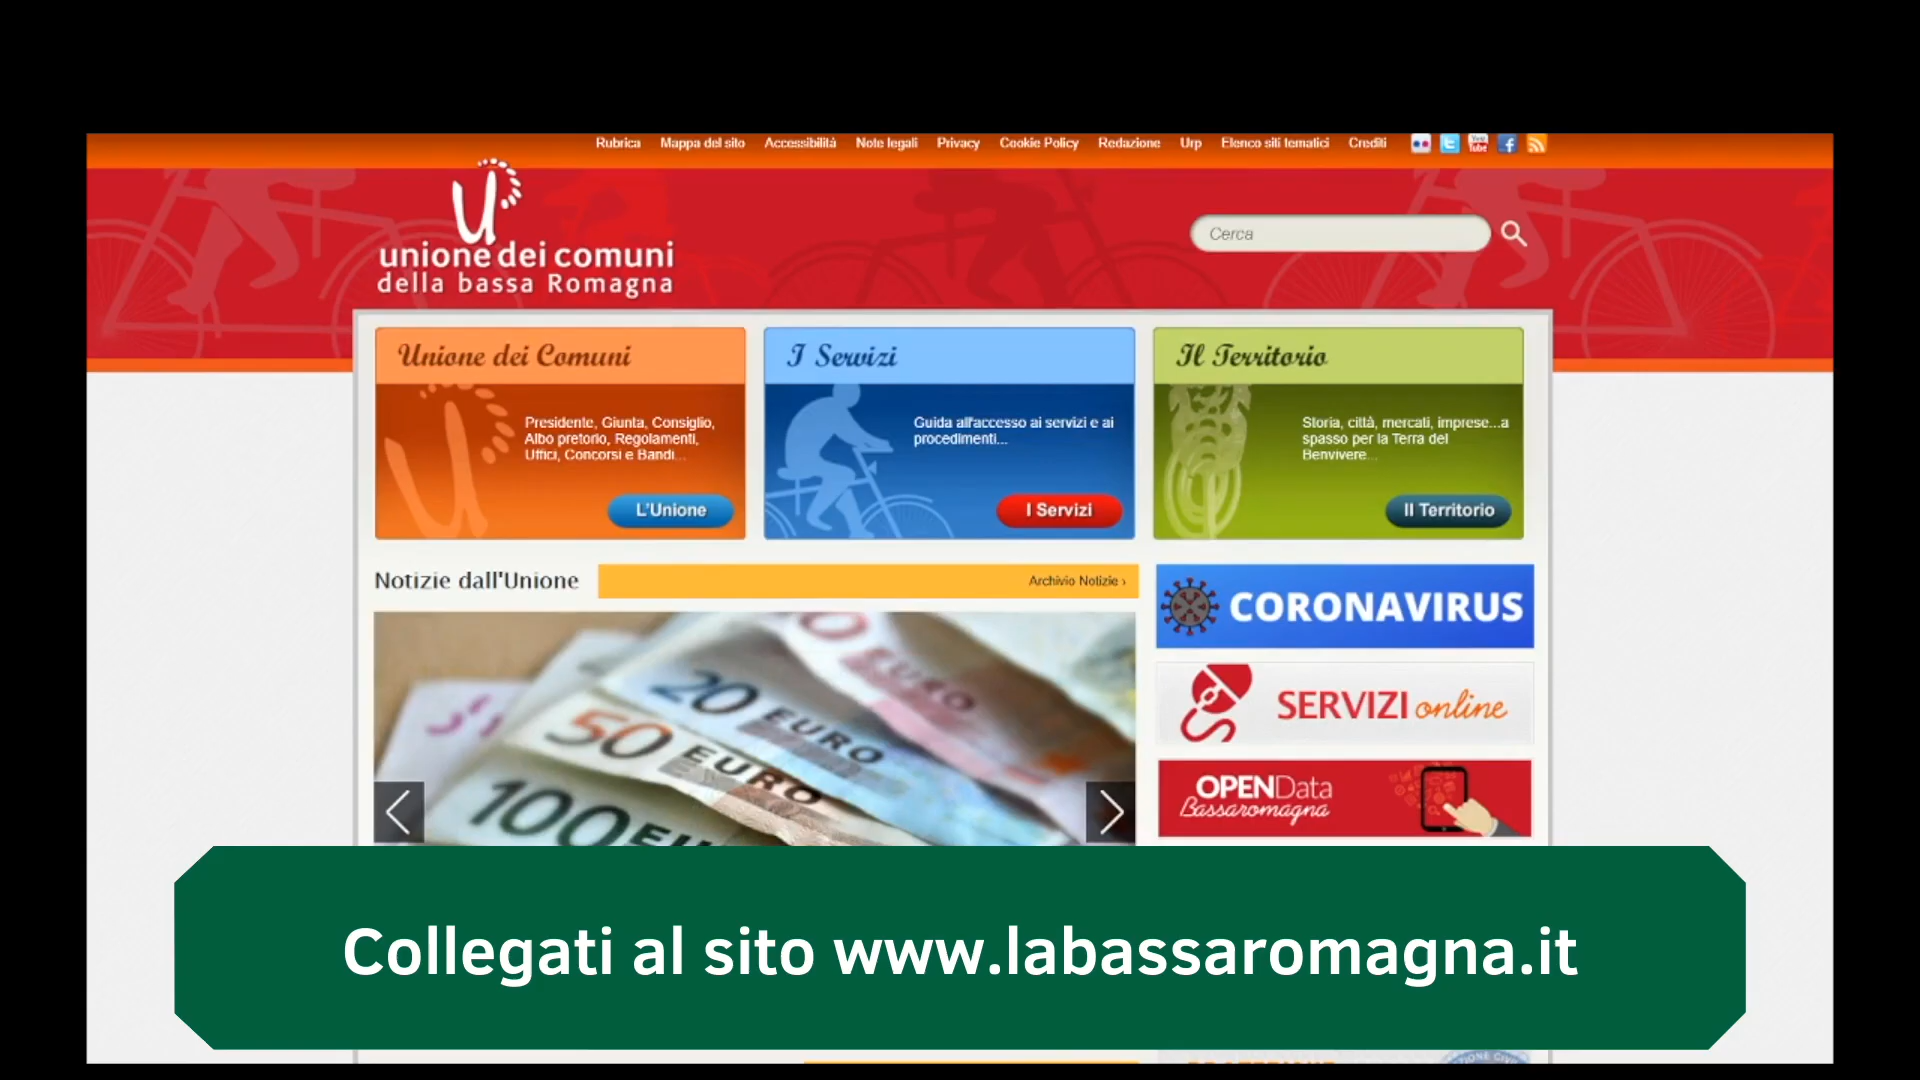 Rubrica Mappa del sito Accessibilità Note legali Privacy Cookie Policy Redazione Urp Elenco siti tematici Crediti
unione dei comuni
della bassa Romagna
Cerca
Unione dei Comuni
Presidente, Giunta, Consiglio,
Albo pretorio, Regolamenti,
Uffici, Concorsi e Bandi...
L'Unione
I Servizi
Guida all'accesso ai servizi e ai
procedimenti...
I Servizi
Il Territorio
Storia, città, mercati, imprese...a
spasso per la Terra del
Benvivere...
Il Territorio
Notizie dall'Unione
Archivio Notizie ›
20 EURO
50 EURO
100 EURO
EURO
CORONAVIRUS
SERVIZI online
OPENData
Bassaromagna
Collegati al sito www.labassaromagna.it